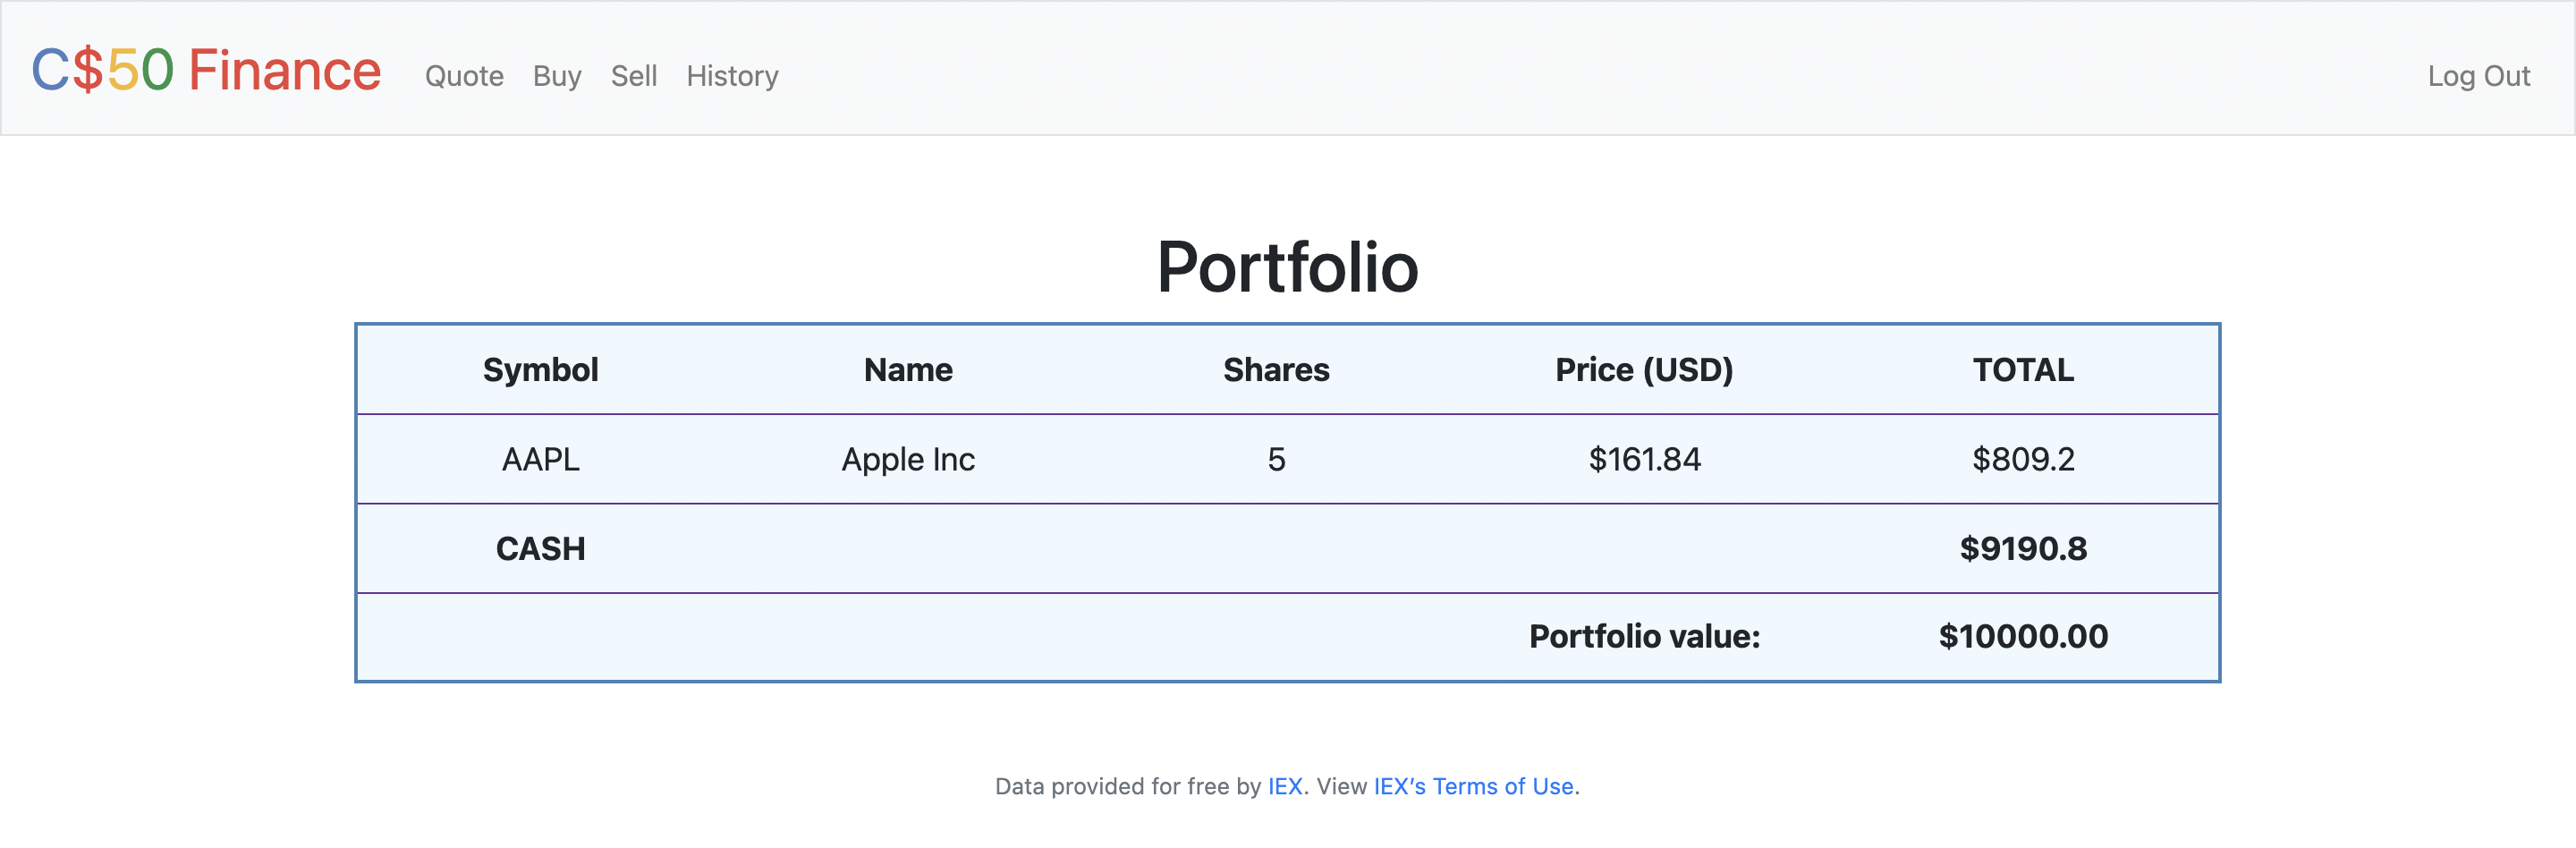 C$50 Finance Quote Buy Sell History Log Out
Portfolio
Symbol Name Shares Price (USD) TOTAL
AAPL Apple Inc 5 $161.84 $809.2
CASH $9190.8
Portfolio value: $10000.00
Data provided for free by IEX. View IEX’s Terms of Use.